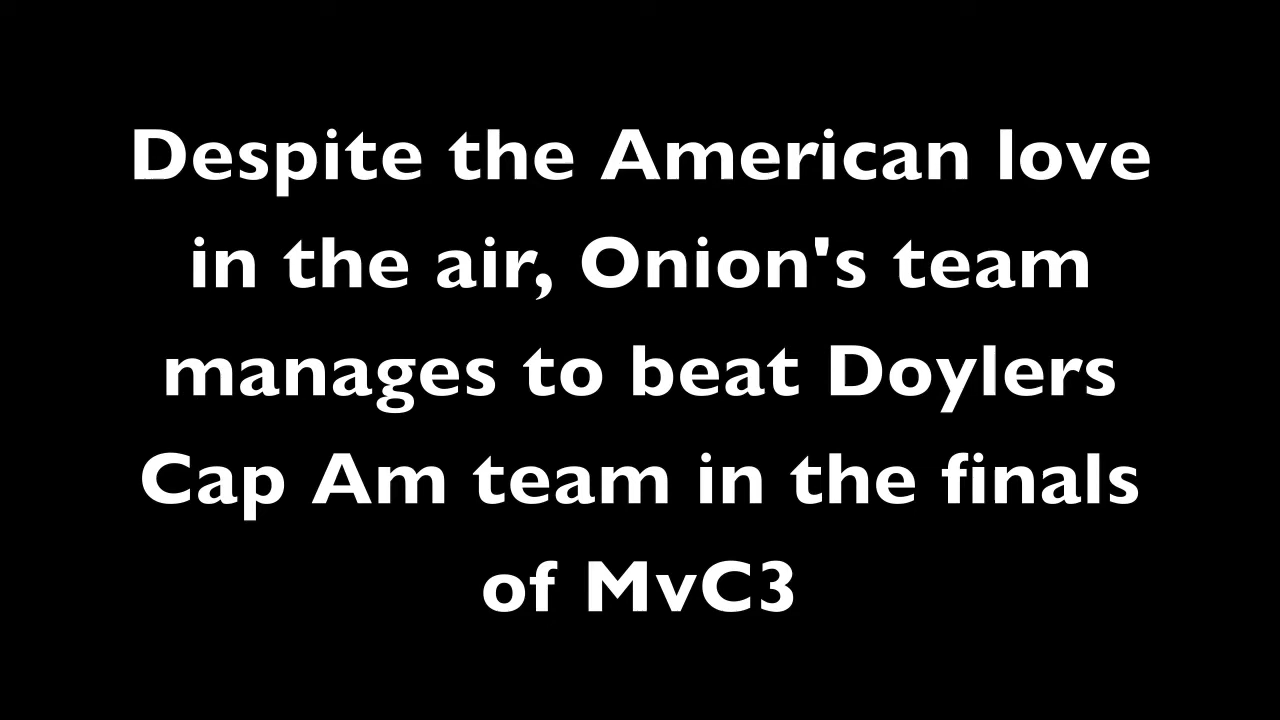 Despite the American love
in the air, Onion's team
manages to beat Doylers
Cap Am team in the finals
of MvC3